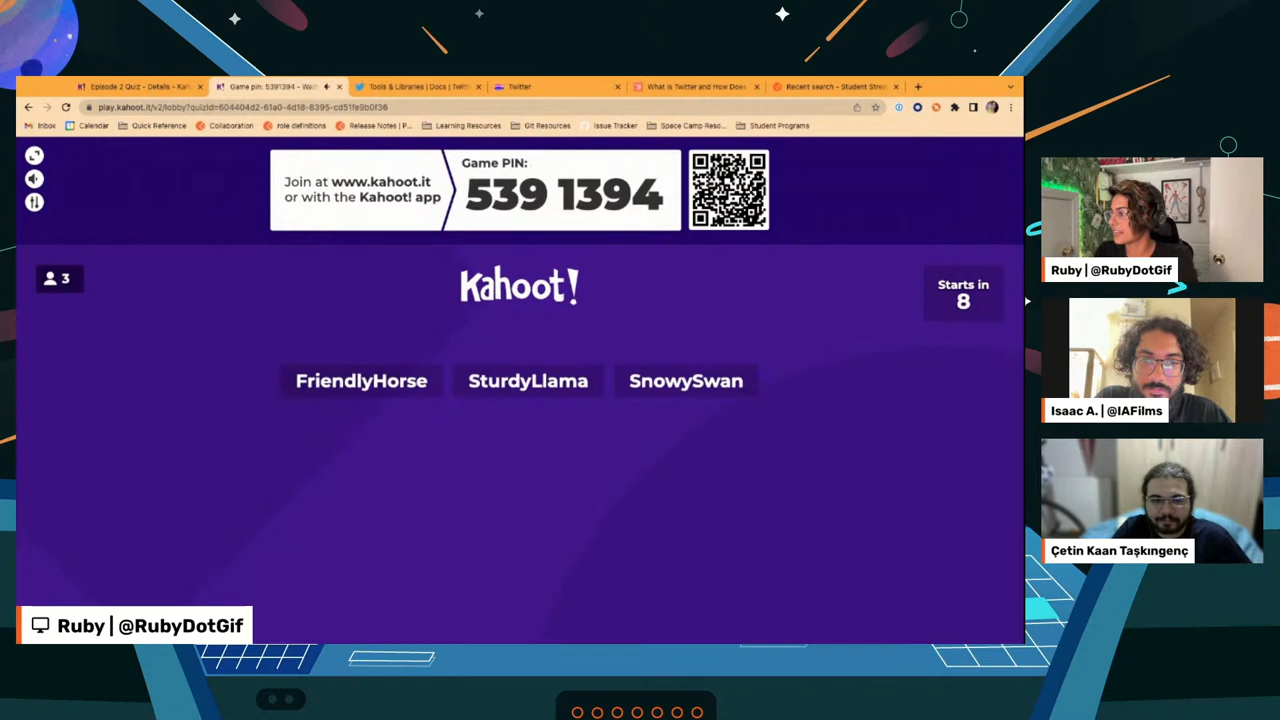 Episode 2 Quiz - Details - Kah
Game pin: 5391394 - Wait
Tools & Libraries | Docs | Twitt
Twitter
What is Twitter and How Does
Recent search - Student Stre
play.kahoot.it/v2/lobby?quizId=604404d2-61a0-4d18-8395-cd51fe9b0f36
Inbox Calendar Quick Reference Collaboration role definitions Release Notes | P... Learning Resources Git Resources Issue Tracker Space Camp Reso... Student Programs
Join at www.kahoot.it
or with the Kahoot! app
Game PIN:
539 1394
3
Kahoot!
Starts in
8
FriendlyHorse
SturdyLlama
SnowySwan
Ruby | @RubyDotGif
Isaac A. | @IAFilms
Çetin Kaan Taşkıngenç
Ruby | @RubyDotGif